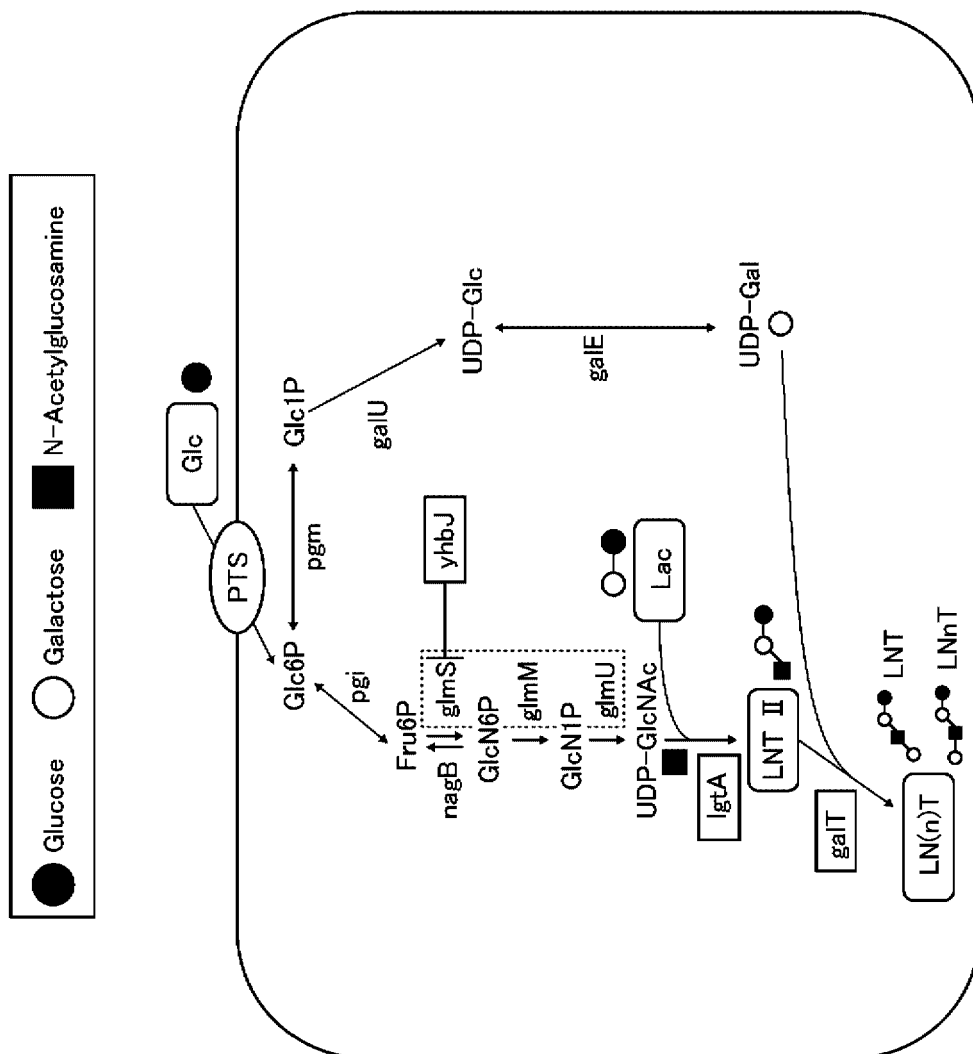 Glucose
Galactose
N-Acetylglucosamine
Glc
PTS
Glc6P
pgm
Glc1P
pgi
galU
Fru6P
nagB
glmS
yhbJ
GlcN6P
glmM
GlcN1P
glmU
UDP-GlcNAc
Lac
UDP-Glc
galE
UDP-Gal
lgtA
LNT II
galT
LN(n)T
LNT
LNnT